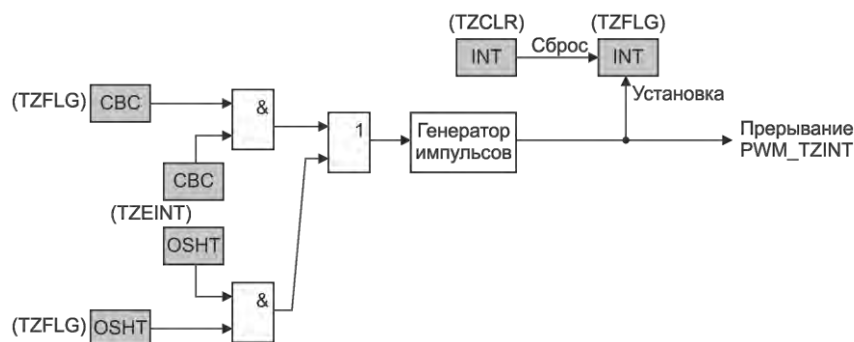 (TZCLR)
(TZFLG)
INT
Сброс
INT
(TZFLG)
CBC
&
Установка
1
Генератор
импульсов
Прерывание
PWM_TZINT
CBC
(TZEINT)
OSHT
&
(TZFLG)
OSHT